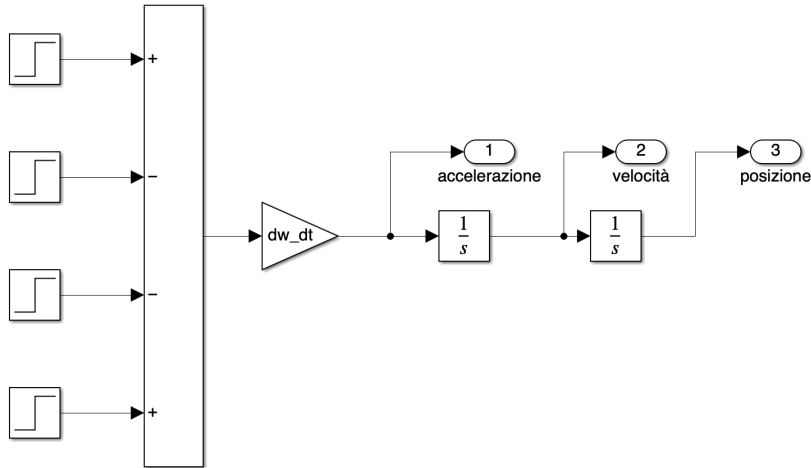 +
−
−
+
dw_dt
1
accelerazione
1
s
2
velocità
1
s
3
posizione